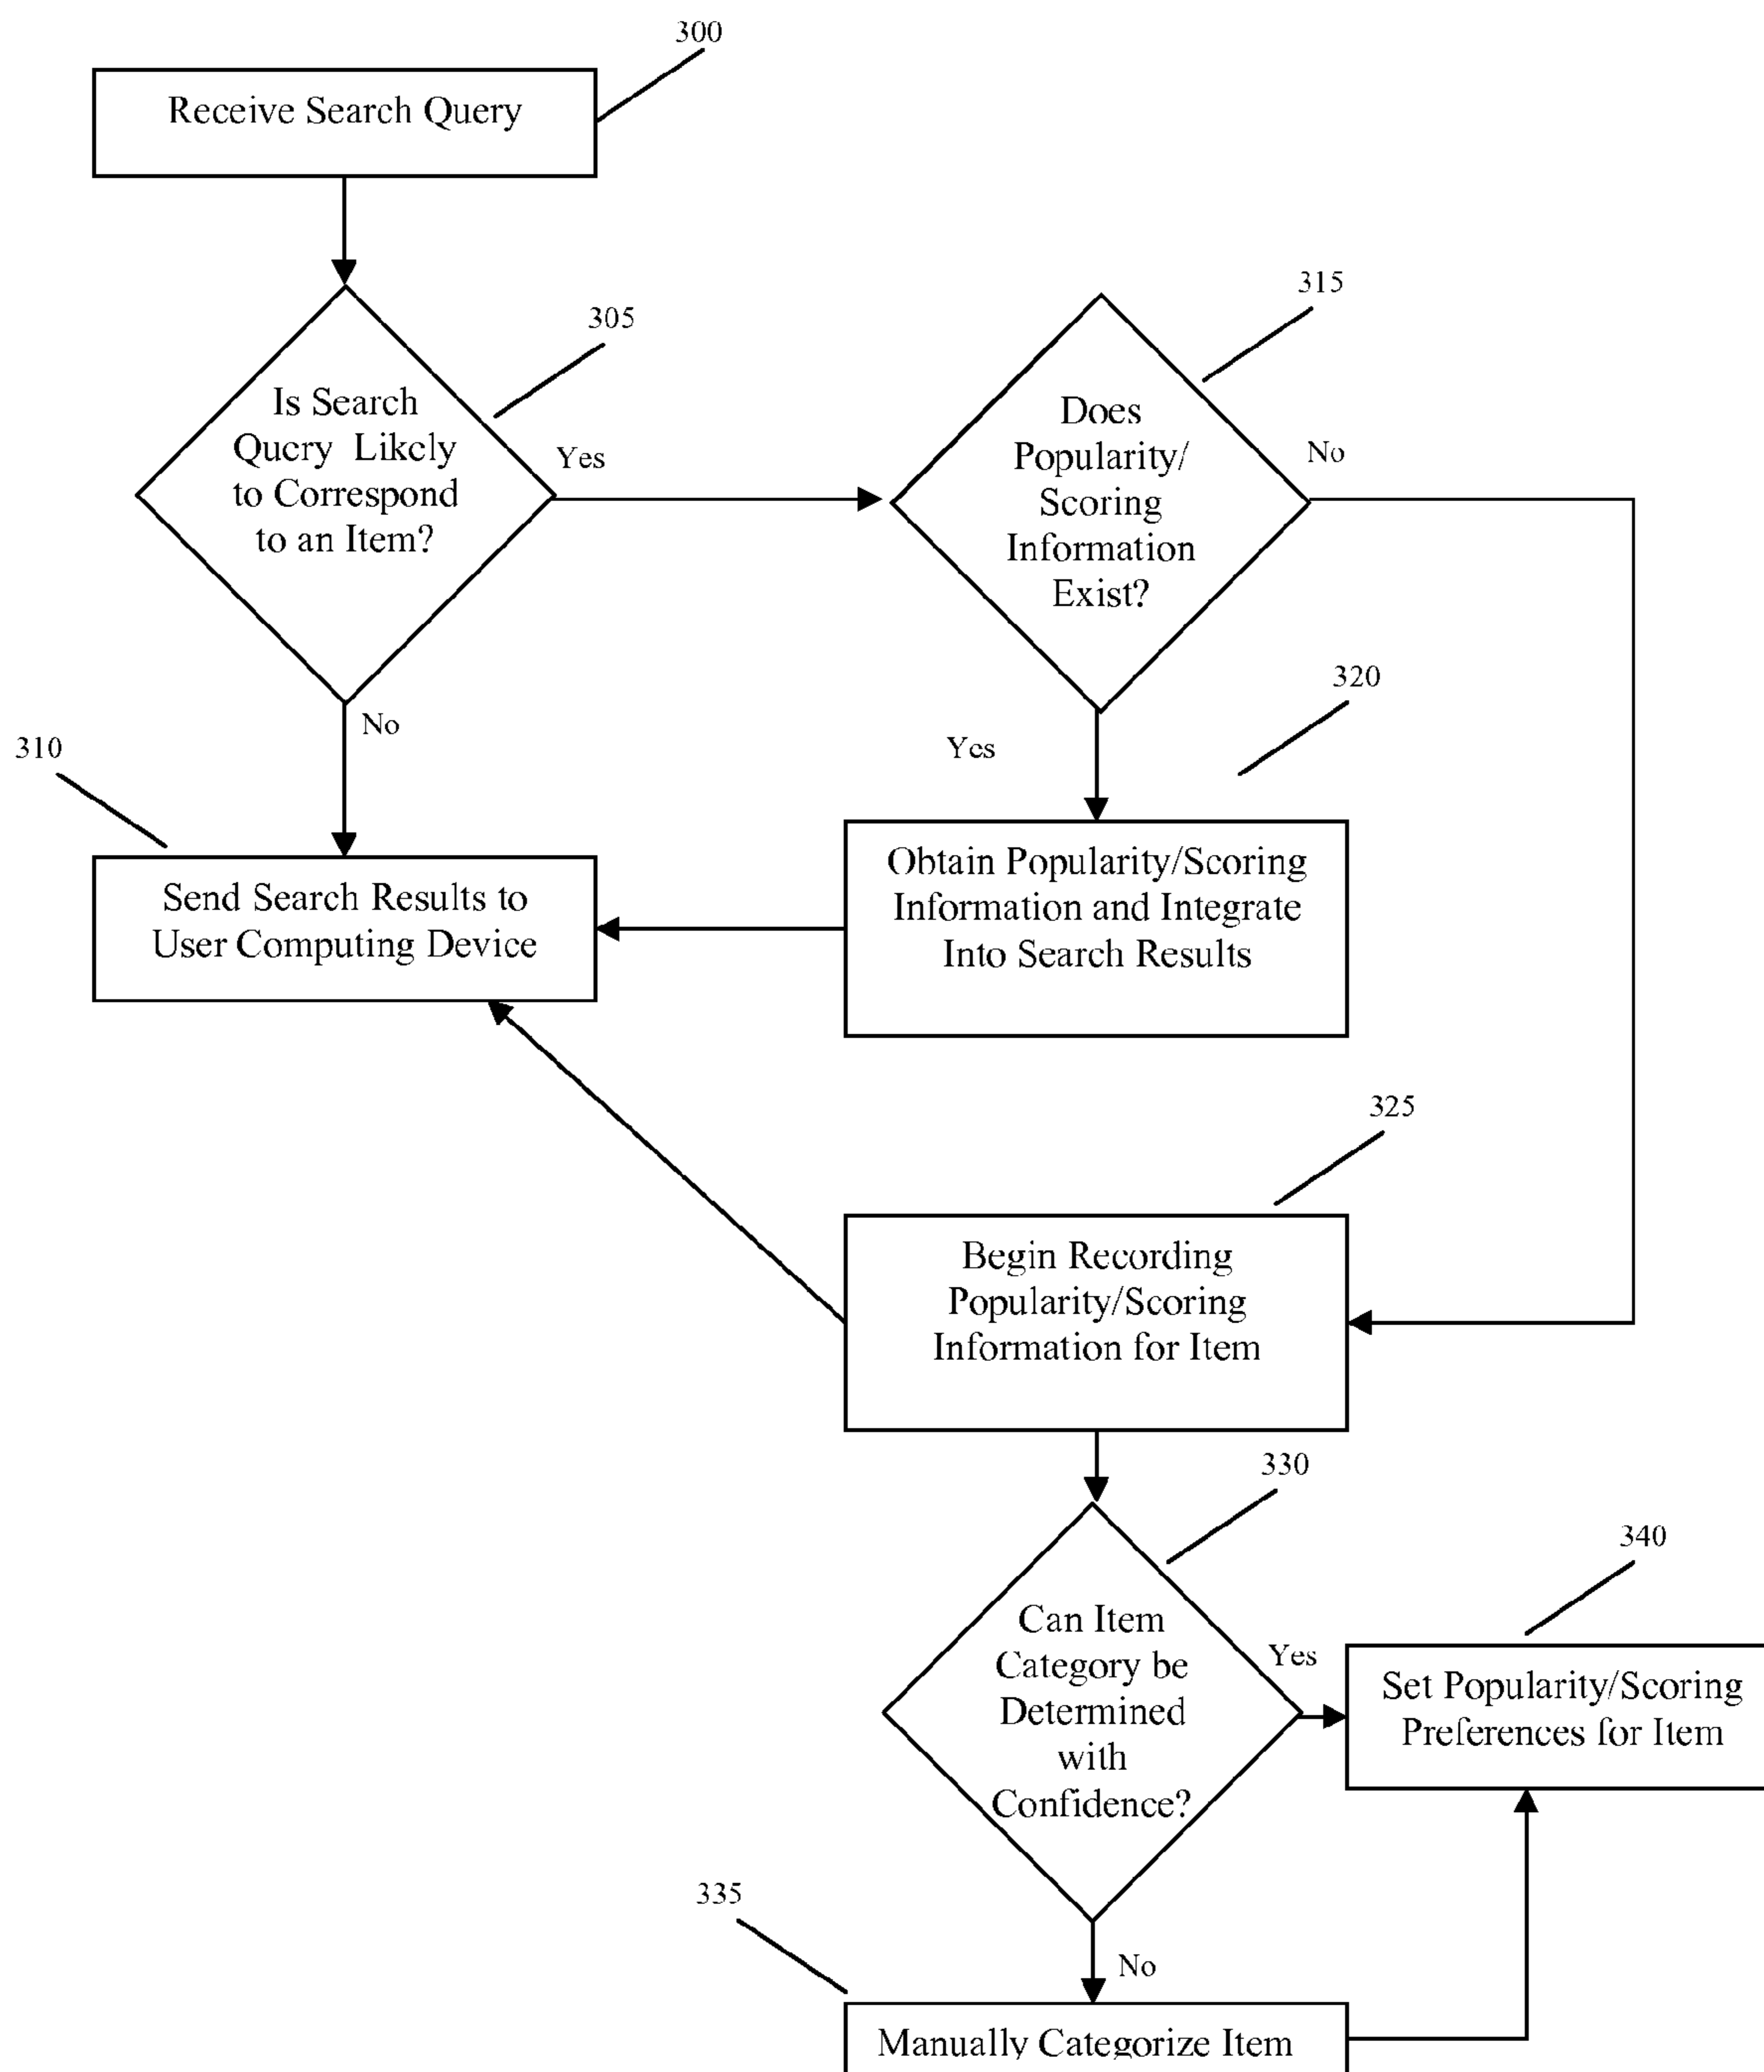 300
Receive Search Query
305
Is Search
Query Likely
to Correspond
to an Item?
Yes
No
315
Does
Popularity/
Scoring
Information
Exist?
No
Yes
310
Send Search Results to
User Computing Device
320
Obtain Popularity/Scoring
Information and Integrate
Into Search Results
325
Begin Recording
Popularity/Scoring
Information for Item
330
Can Item
Category be
Determined
with
Confidence?
Yes
No
340
Set Popularity/Scoring
Preferences for Item
335
Manually Categorize Item